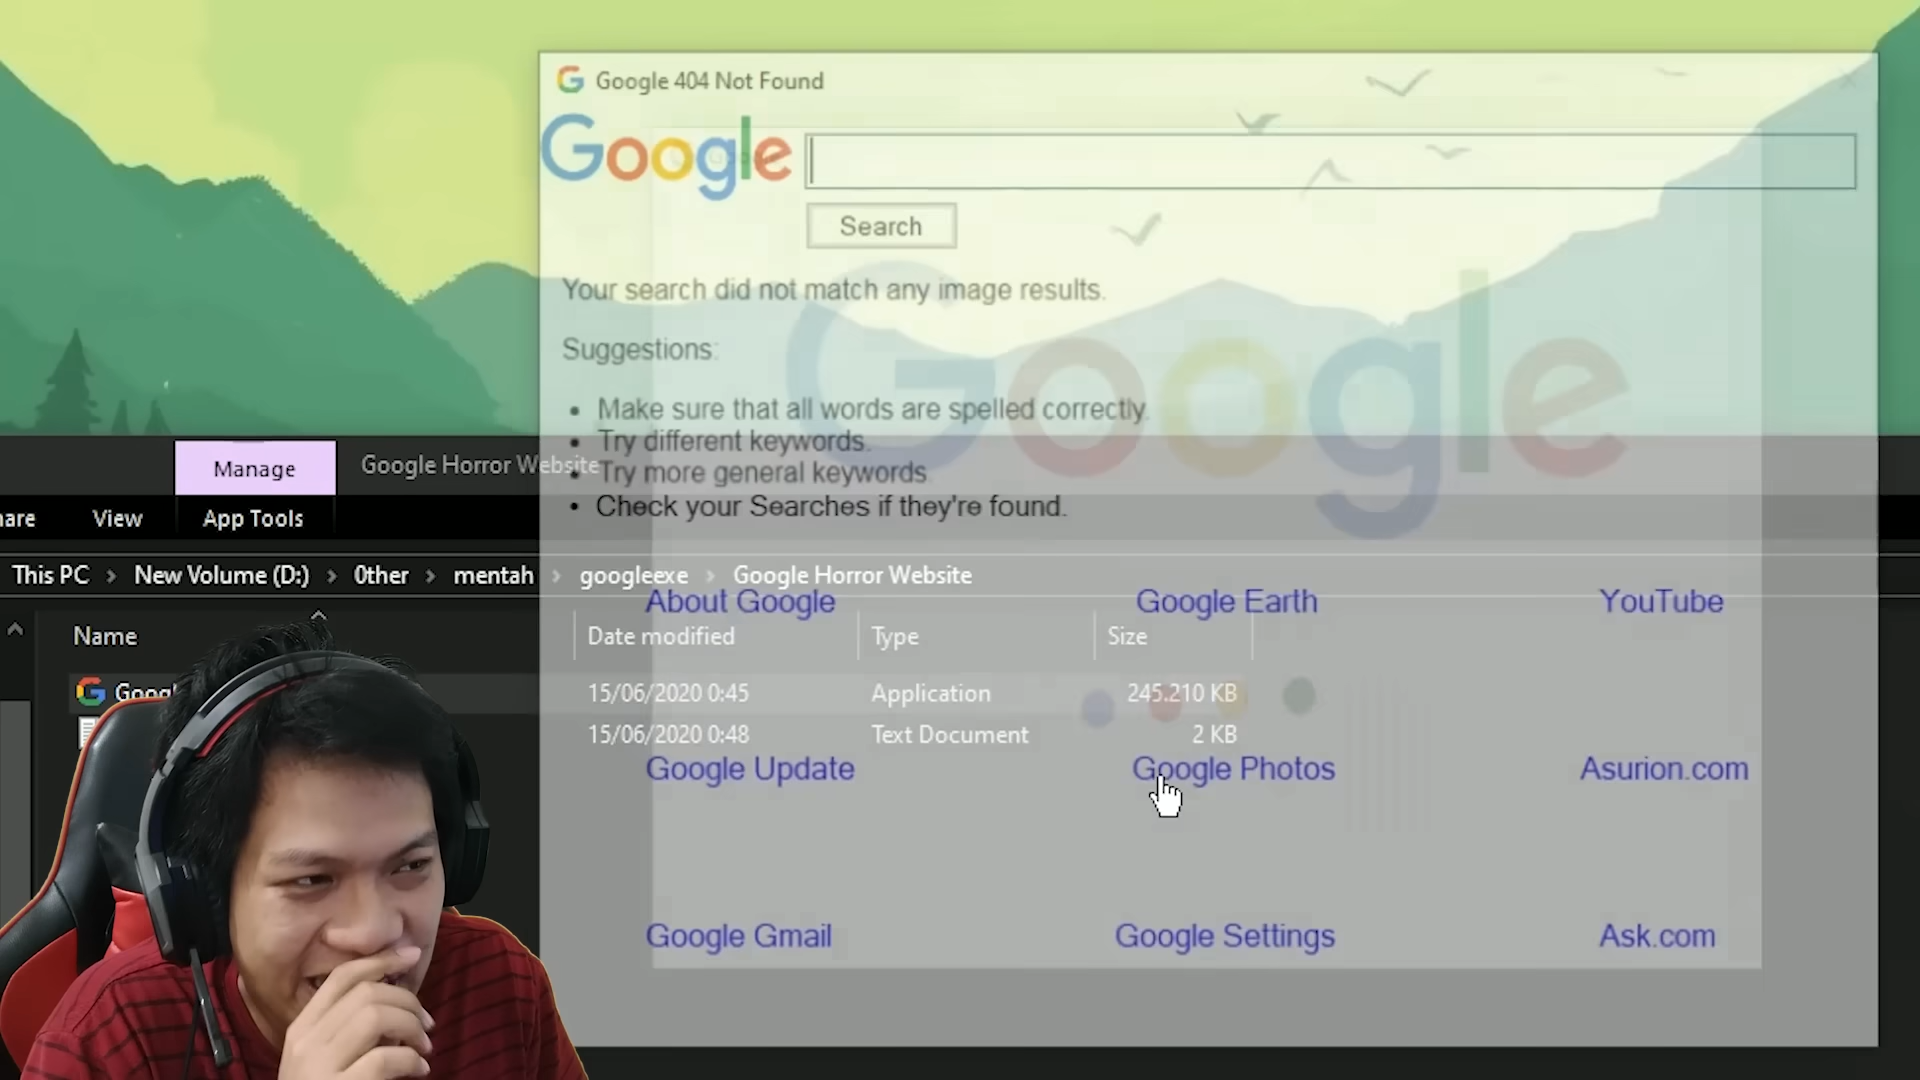 Google 404 Not Found
Google
Search
Your search did not match any image results.
Suggestions:
• Make sure that all words are spelled correctly.
• Try different keywords.
• Try more general keywords.
• Check your Searches if they're found.
Google
Manage
Google Horror Website
View
App Tools
This PC > New Volume (D:) > Other > mentah > googleexe > Google Horror Website
About Google Google Earth YouTube
Name Date modified Type Size
15/06/2020 0:45 Application 245.210 KB
15/06/2020 0:48 Text Document 2 KB
Google Update Google Photos Asurion.com
Google Gmail Google Settings Ask.com